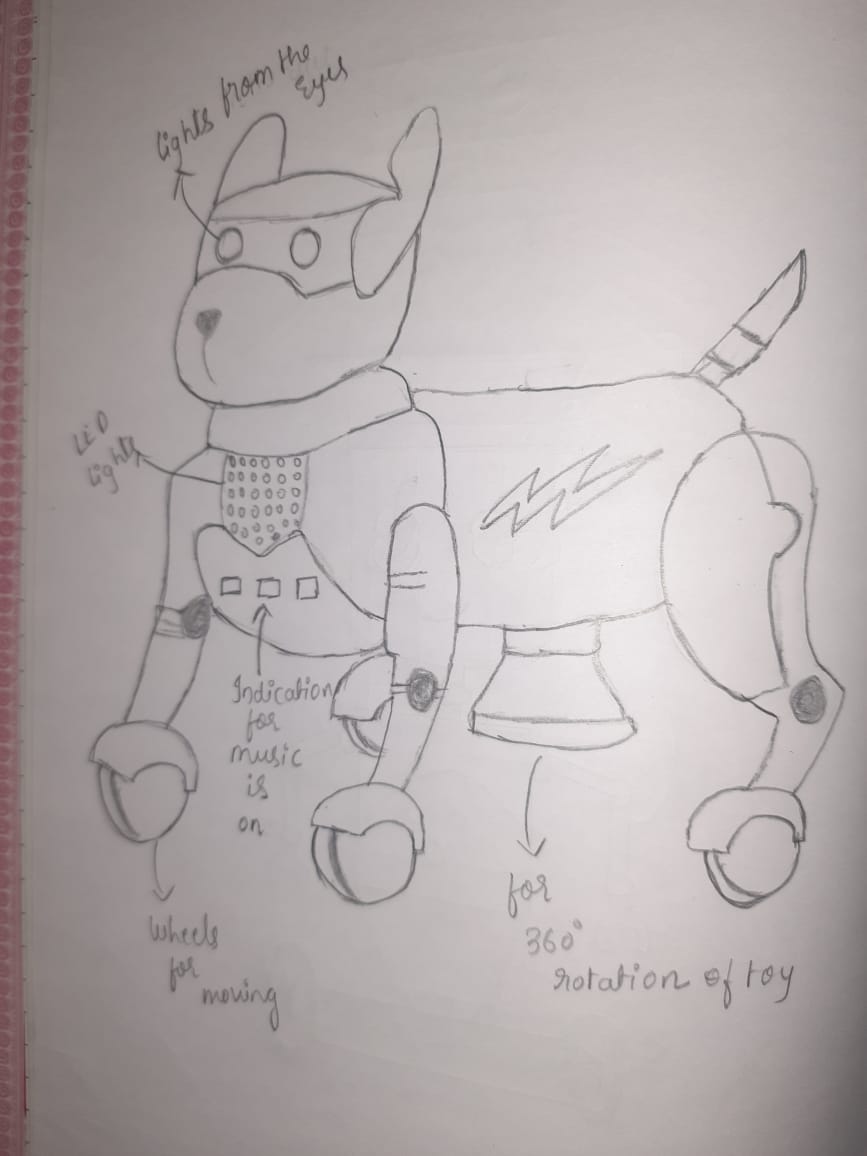 Lights from the
Eyes
LED
Lights
Indication
for
music
is
on
Wheels
for
moving
for
360°
rotation of toy